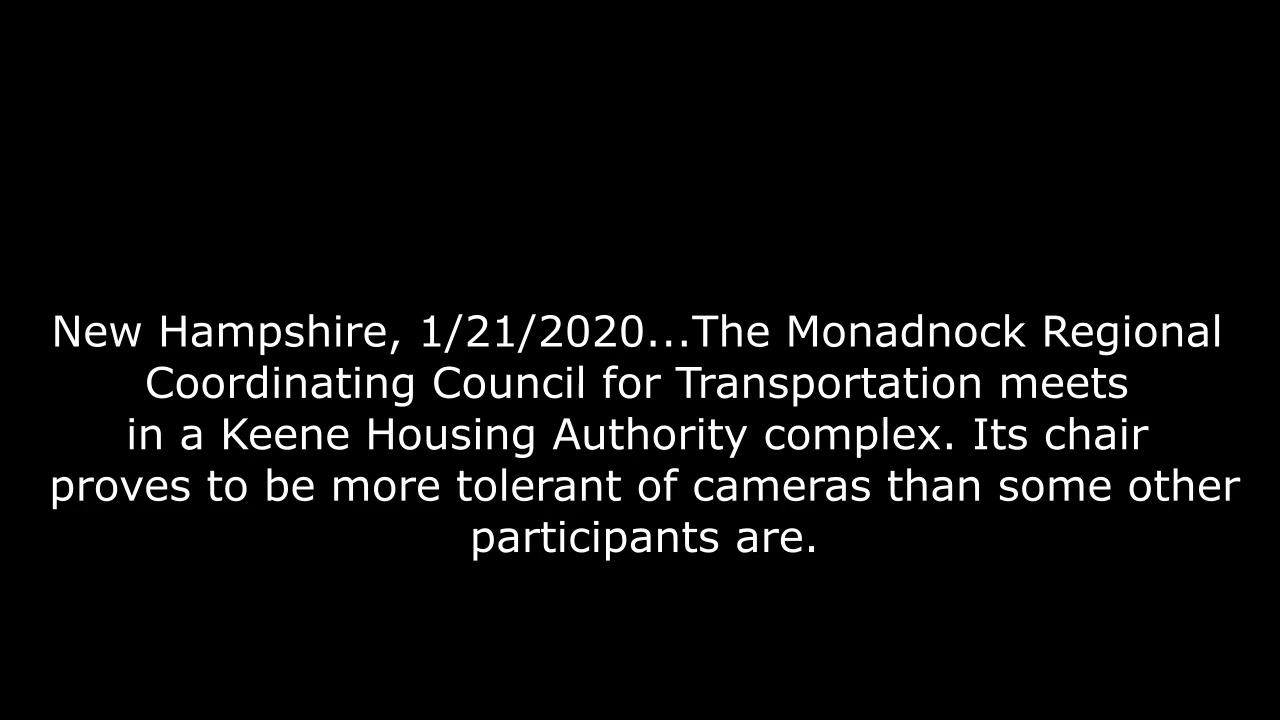 New Hampshire, 1/21/2020...The Monadnock Regional
Coordinating Council for Transportation meets
in a Keene Housing Authority complex. Its chair
proves to be more tolerant of cameras than some other
participants are.